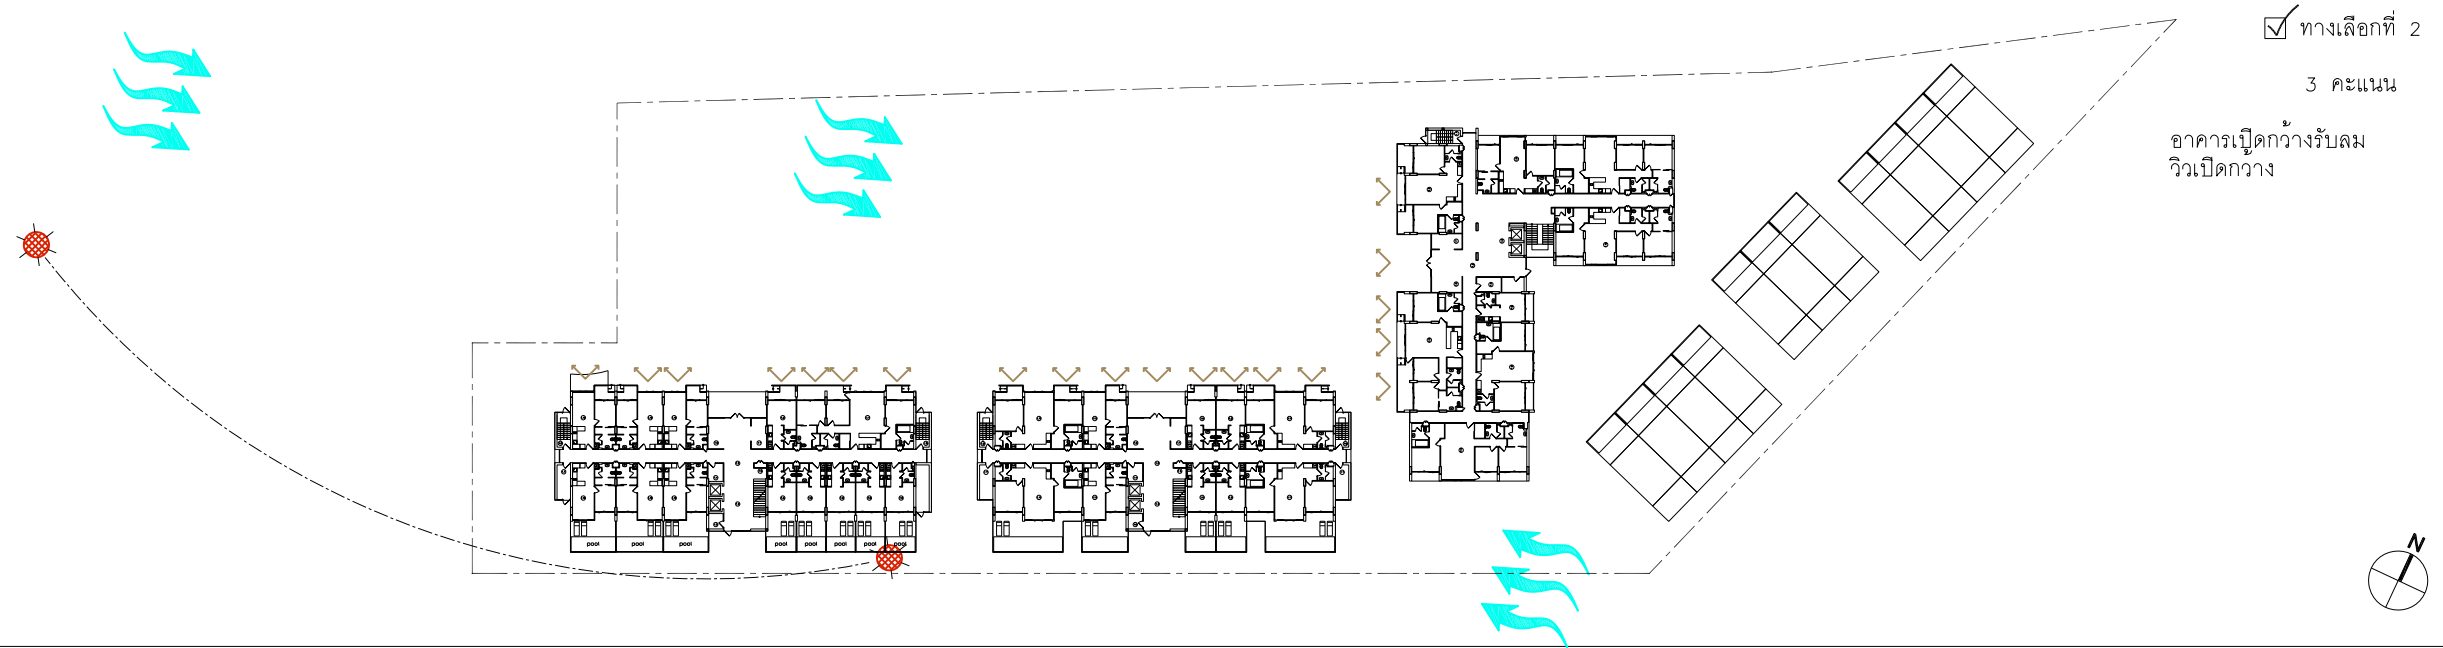 ทางเลือกที่ 2
3 คะแนน
อาคารเปิดกว้างรับลม
วิวเปิดกว้าง
pool
pool
pool
pool
pool
pool
pool
pool
N